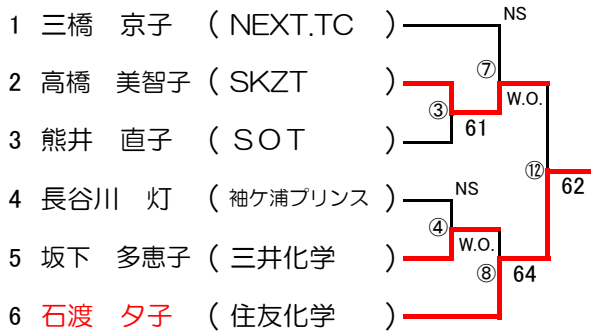 1 三橋 京子 ( NEXT.TC ) NS
⑦
2 高橋 美智子 ( SKZT ) W.O.
③ 61
3 熊井 直子 ( SOT )
⑫ 62
4 長谷川 灯 ( 袖ケ浦プリンス ) NS
④ W.O.
5 坂下 多恵子 ( 三井化学 )
⑧ 64
6 石渡 夕子 ( 住友化学 )